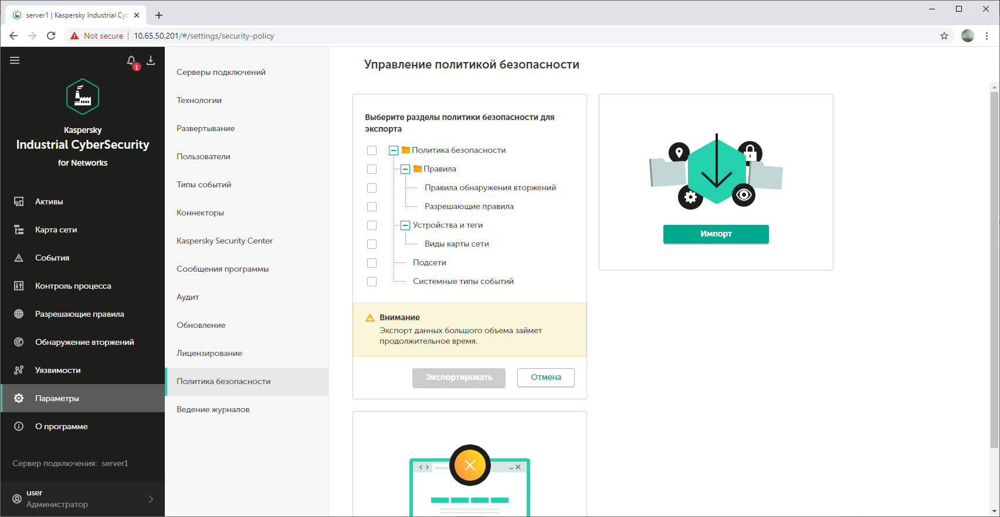 server1 | Kaspersky Industrial Cyb
Not secure
10.65.50.201/#/settings/security-policy
1
Kaspersky
Industrial CyberSecurity
for Networks
Активы
Карта сети
События
Контроль процесса
Разрешающие правила
Обнаружение вторжений
Уязвимости
Параметры
О программе
Сервер подключения: server1
user
Администратор
Серверы подключений
Технологии
Развертывание
Пользователи
Типы событий
Коннекторы
Kaspersky Security Center
Сообщения программы
Аудит
Обновление
Лицензирование
Политика безопасности
Ведение журналов
Управление политикой безопасности
Выберите разделы политики безопасности для
экспорта
Политика безопасности
Правила
Правила обнаружения вторжений
Разрешающие правила
Устройства и теги
Виды карты сети
Подсети
Системные типы событий
Внимание
Экспорт данных большого объема займет
продолжительное время.
Экспортировать
Отмена
Импорт